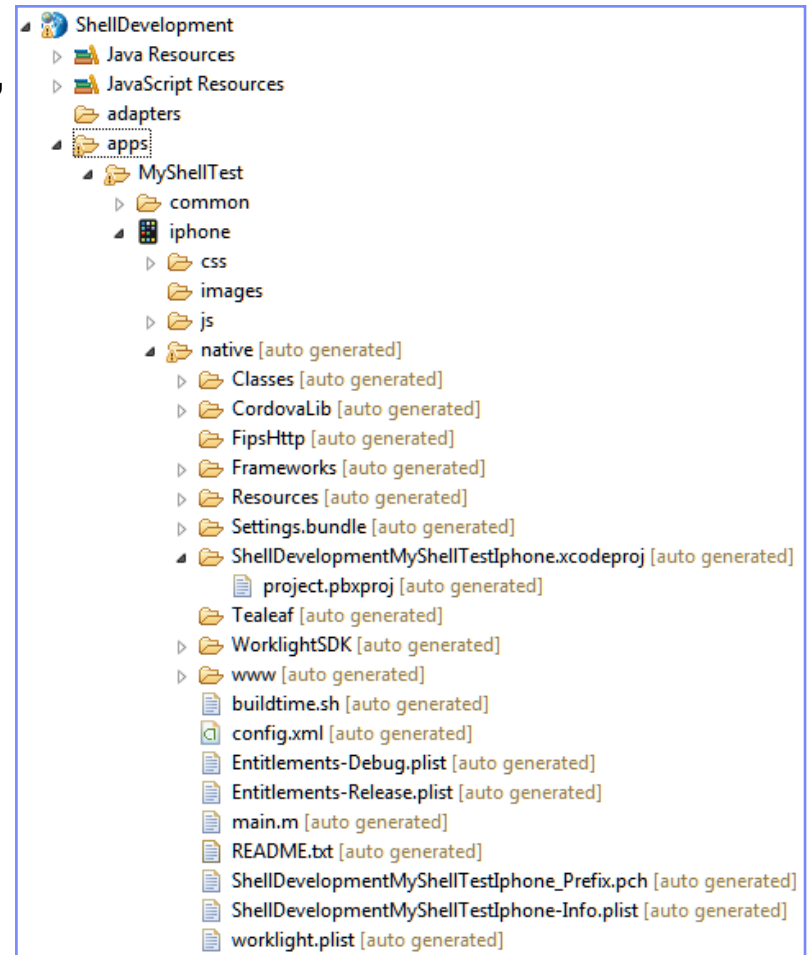 ShellDevelopment
Java Resources
JavaScript Resources
adapters
apps
MyShellTest
common
iphone
css
images
js
native [auto generated]
Classes [auto generated]
CordovaLib [auto generated]
FipsHttp [auto generated]
Frameworks [auto generated]
Resources [auto generated]
Settings.bundle [auto generated]
ShellDevelopmentMyShellTestIphone.xcodeproj [auto generated]
project.pbxproj [auto generated]
Tealeaf [auto generated]
WorklightSDK [auto generated]
www [auto generated]
buildtime.sh [auto generated]
config.xml [auto generated]
Entitlements-Debug.plist [auto generated]
Entitlements-Release.plist [auto generated]
main.m [auto generated]
README.txt [auto generated]
ShellDevelopmentMyShellTestIphone_Prefix.pch [auto generated]
ShellDevelopmentMyShellTestIphone-Info.plist [auto generated]
worklight.plist [auto generated]